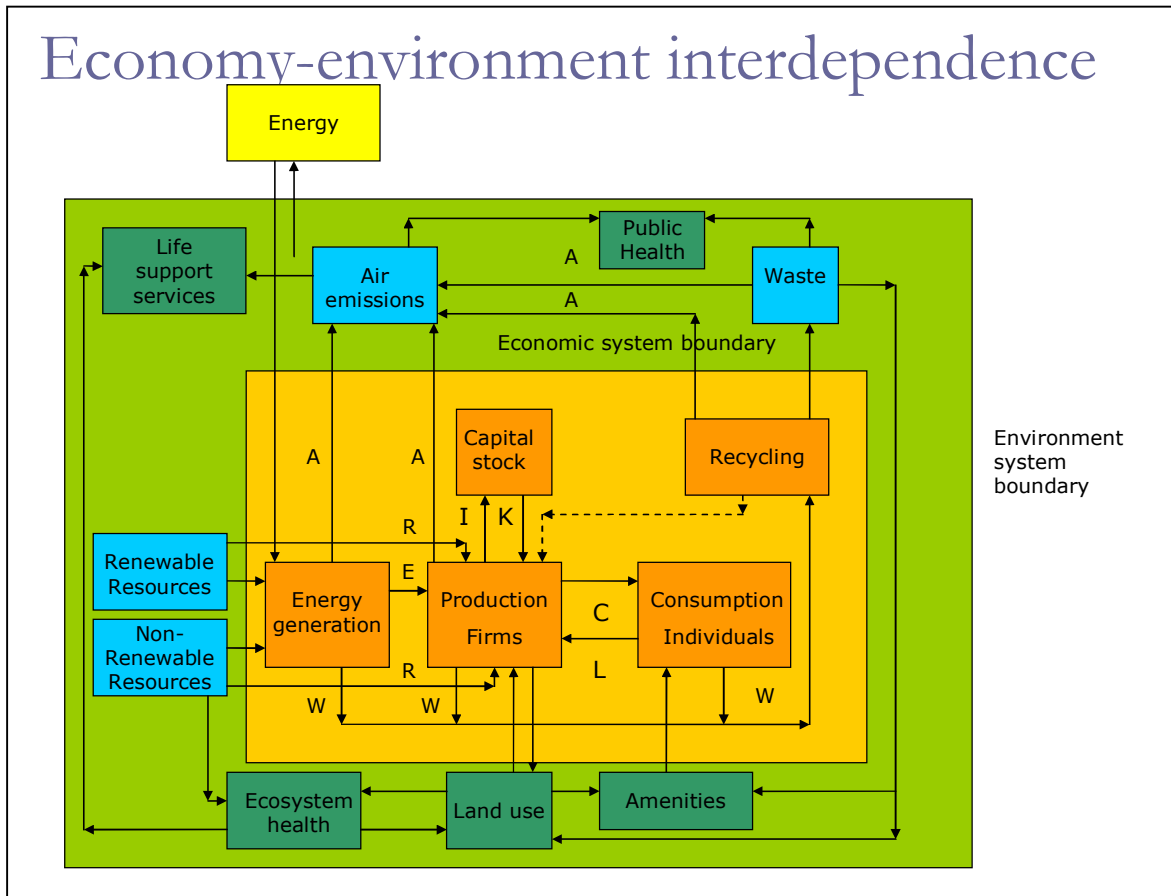 Economy-environment interdependence
Energy
Life
support
services
Air
emissions
Public
Health
Waste
A
A
Economic system boundary
Environment
system
boundary
Capital
stock
Recycling
A
A
I
K
R
Renewable
Resources
E
Energy
generation
Production
Firms
C
L
Consumption
Individuals
Non-
Renewable
Resources
R
W
W
W
Ecosystem
health
Land use
Amenities